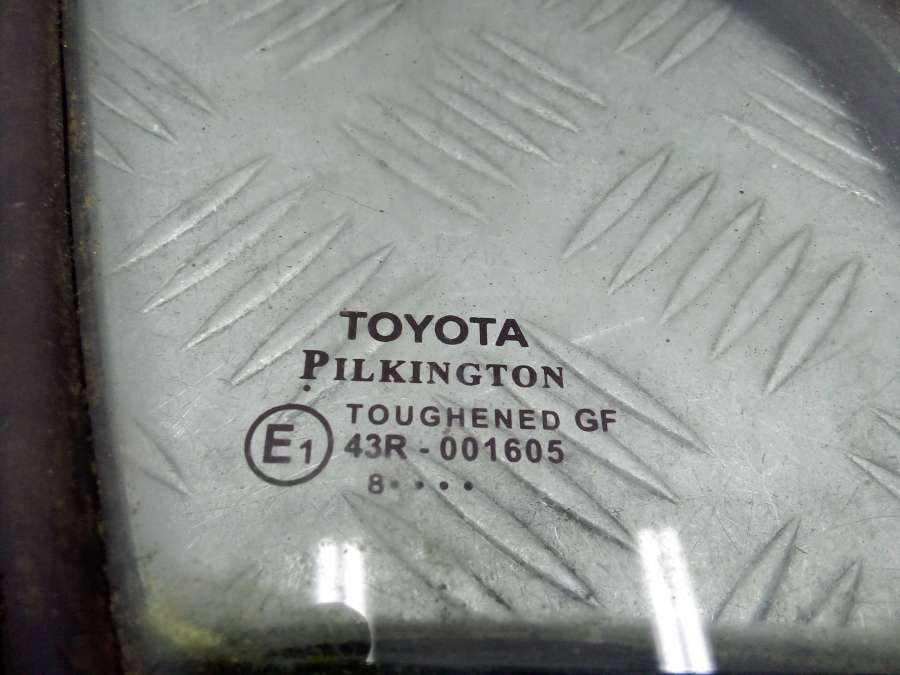 TOYOTA
PILKINGTON
TOUGHENED GF
E1 43R - 001605
8 • • • •